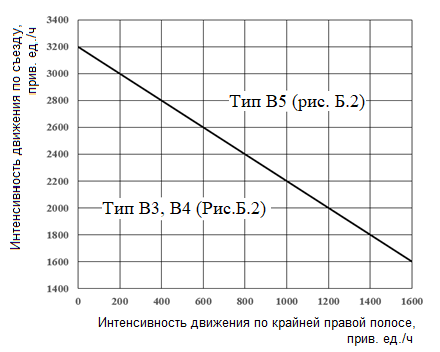 Интенсивность движения по съезду,
прив. ед./ч
3400
3200
3000
2800
2600
2400
2200
2000
1800
1600
1400
Тип В5 (рис. Б.2)
Тип В3, В4 (Рис.Б.2)
0 200 400 600 800 1000 1200 1400 1600
Интенсивность движения по крайней правой полосе,
прив. ед./ч